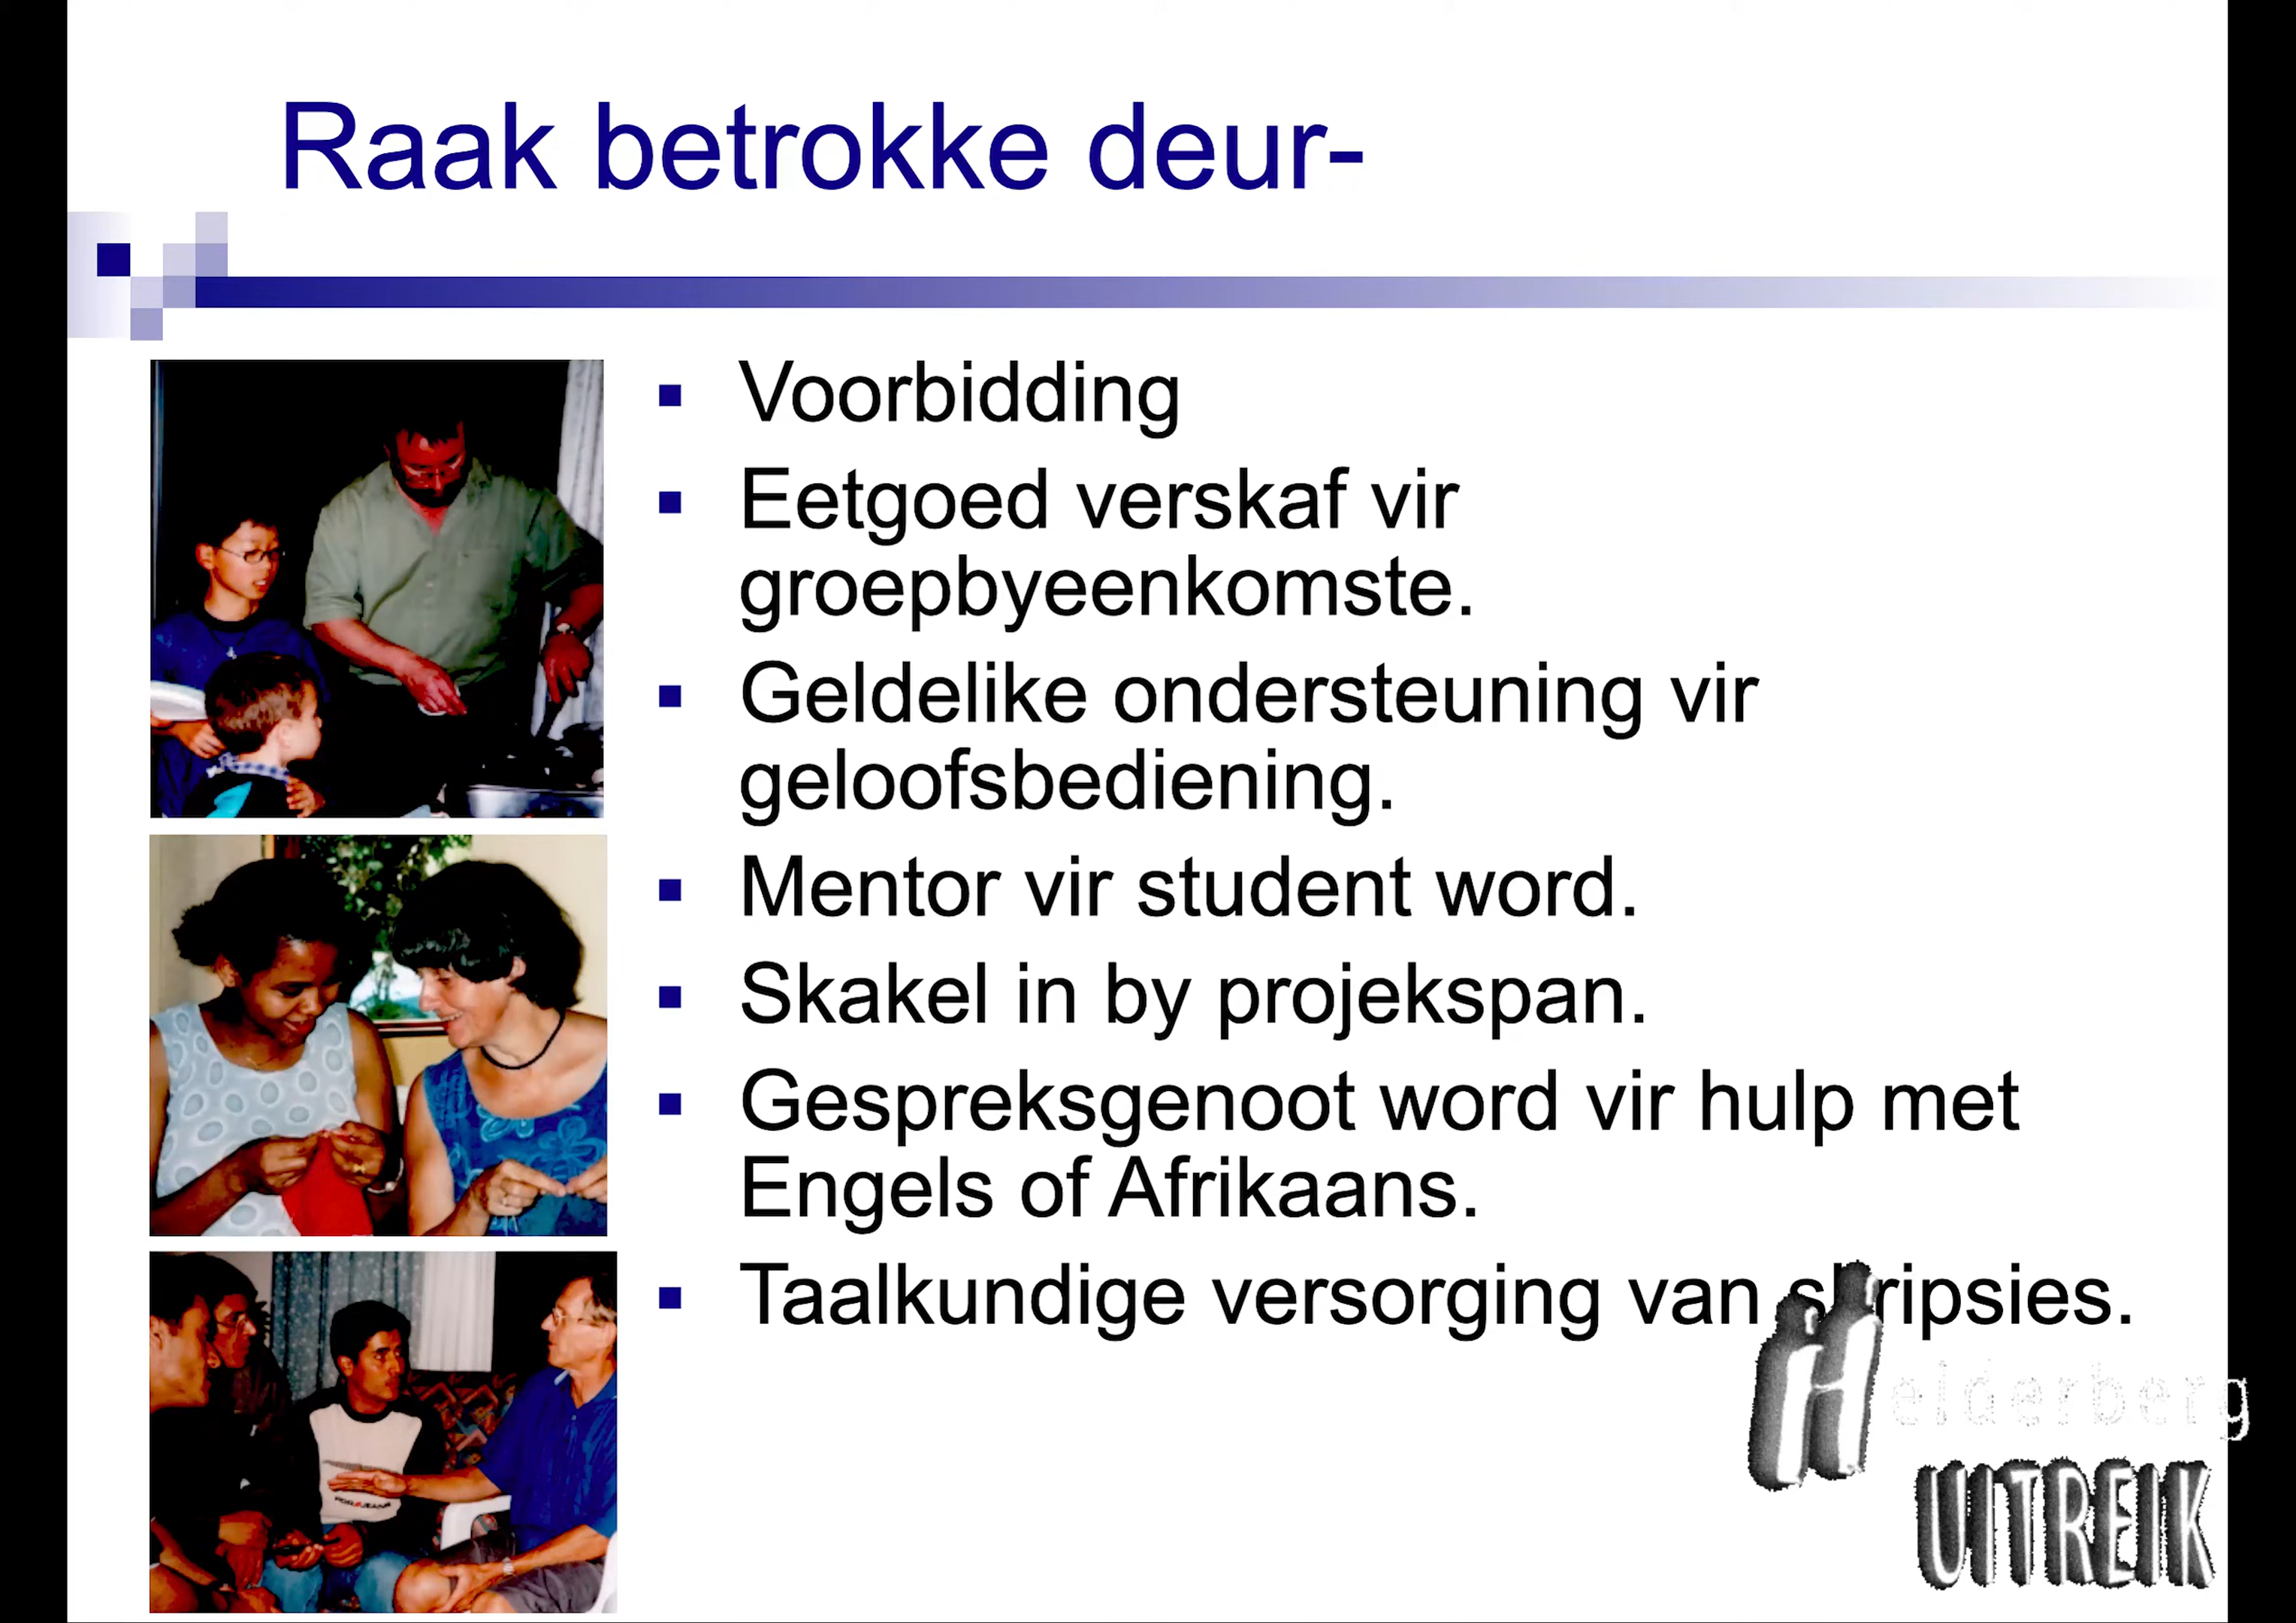 Raak betrokke deur-
Voorbidding
Eetgoed verskaf vir
groepbyeenkomste.
Geldelike ondersteuning vir
geloofsbediening.
Mentor vir student word.
Skakel in by projekspan.
Gespreksgenoot word vir hulp met
Engels of Afrikaans.
Taalkundige versorging van skripsies.
Helderberg
UITREIK